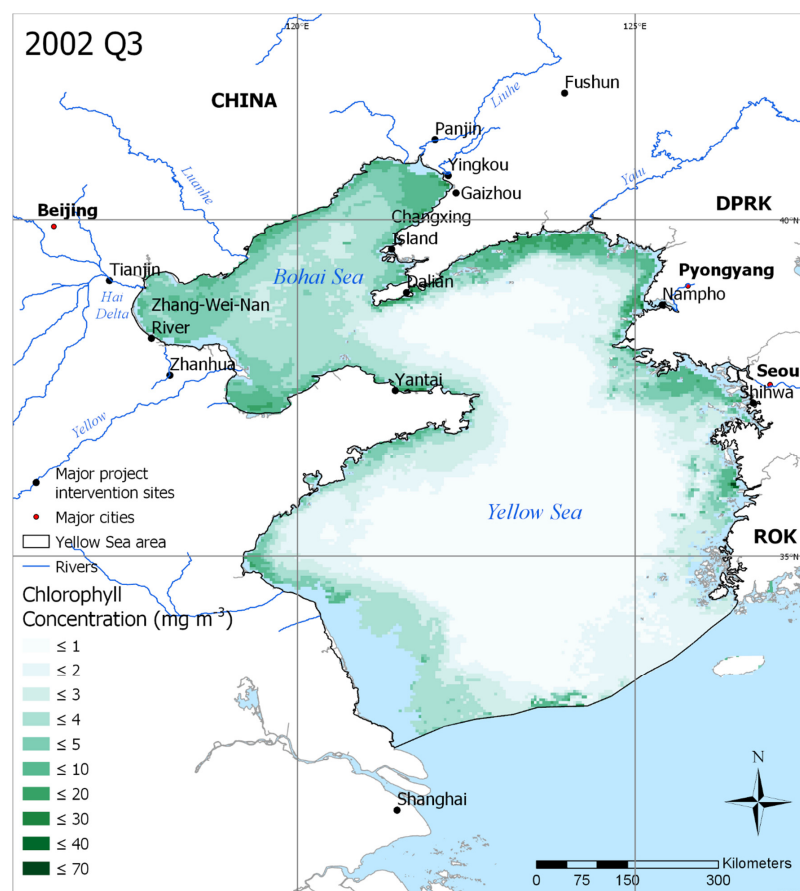 2002 Q3
120°E
125°E
CHINA
Fushun
Liuhe
Panjin
Yingkou
Gaizhou
Luanhe
Yalu
DPRK
Beijing
Changxing
Island
40°N
Tianjin
Bohai Sea
Pyongyang
Dalian
Nampho
Hai
Delta
Zhang-Wei-Nan
River
Zhanhua
Yantai
Seou
Shihwa
Yellow
Yellow Sea
ROK
35°N
Major project
intervention sites
Major cities
Yellow Sea area
Rivers
Chlorophyll
Concentration (mg m⁻³)
≤ 1
≤ 2
≤ 3
≤ 4
≤ 5
≤ 10
≤ 20
≤ 30
≤ 40
≤ 70
Shanghai
N
Kilometers
0 75 150 300